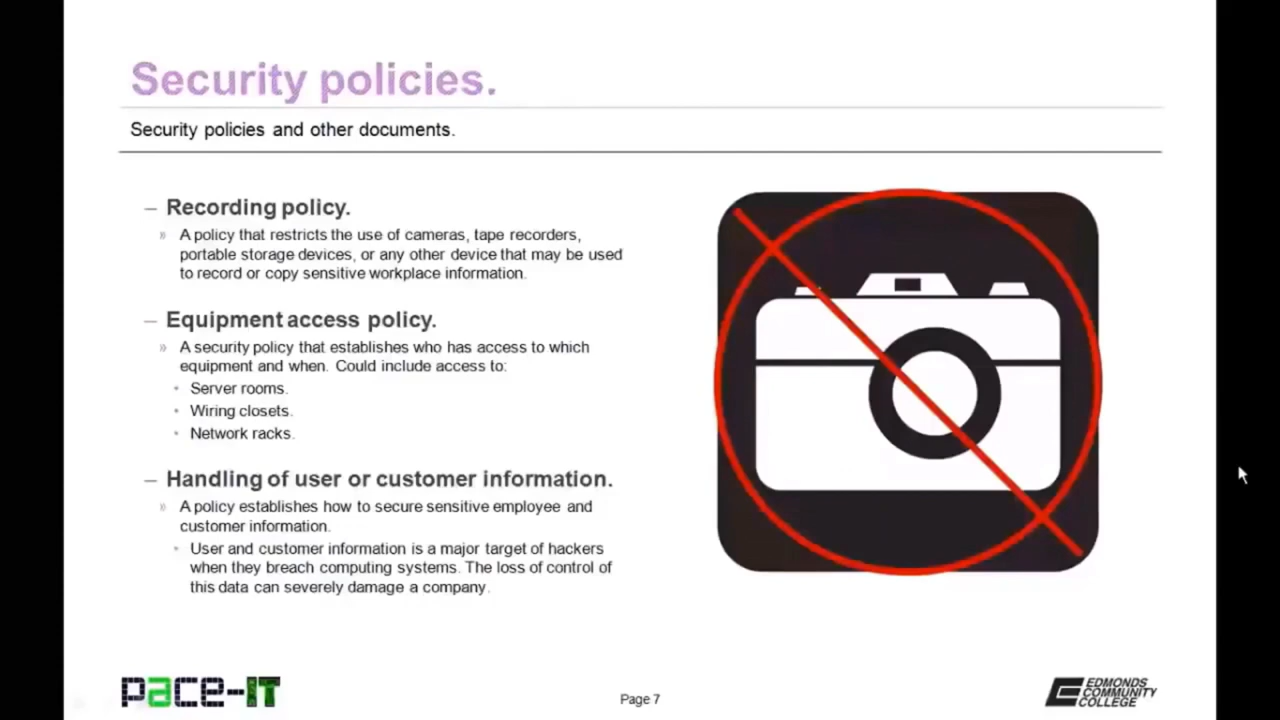 Security policies.
Security policies and other documents.
– Recording policy.
» A policy that restricts the use of cameras, tape recorders,
portable storage devices, or any other device that may be used
to record or copy sensitive workplace information.
– Equipment access policy.
» A security policy that establishes who has access to which
equipment and when. Could include access to:
• Server rooms.
• Wiring closets.
• Network racks.
– Handling of user or customer information.
» A policy establishes how to secure sensitive employee and
customer information.
• User and customer information is a major target of hackers
when they breach computing systems. The loss of control of
this data can severely damage a company.
pace-IT
Page 7
EDMONDS
COMMUNITY
COLLEGE